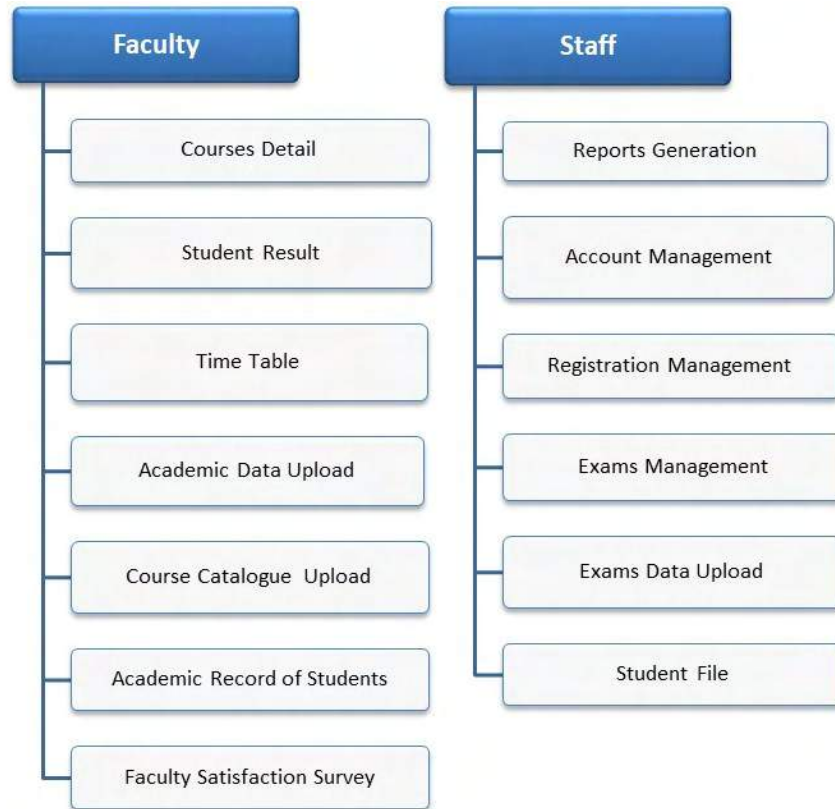 Faculty
Courses Detail
Student Result
Time Table
Academic Data Upload
Course Catalogue Upload
Academic Record of Students
Faculty Satisfaction Survey
Staff
Reports Generation
Account Management
Registration Management
Exams Management
Exams Data Upload
Student File